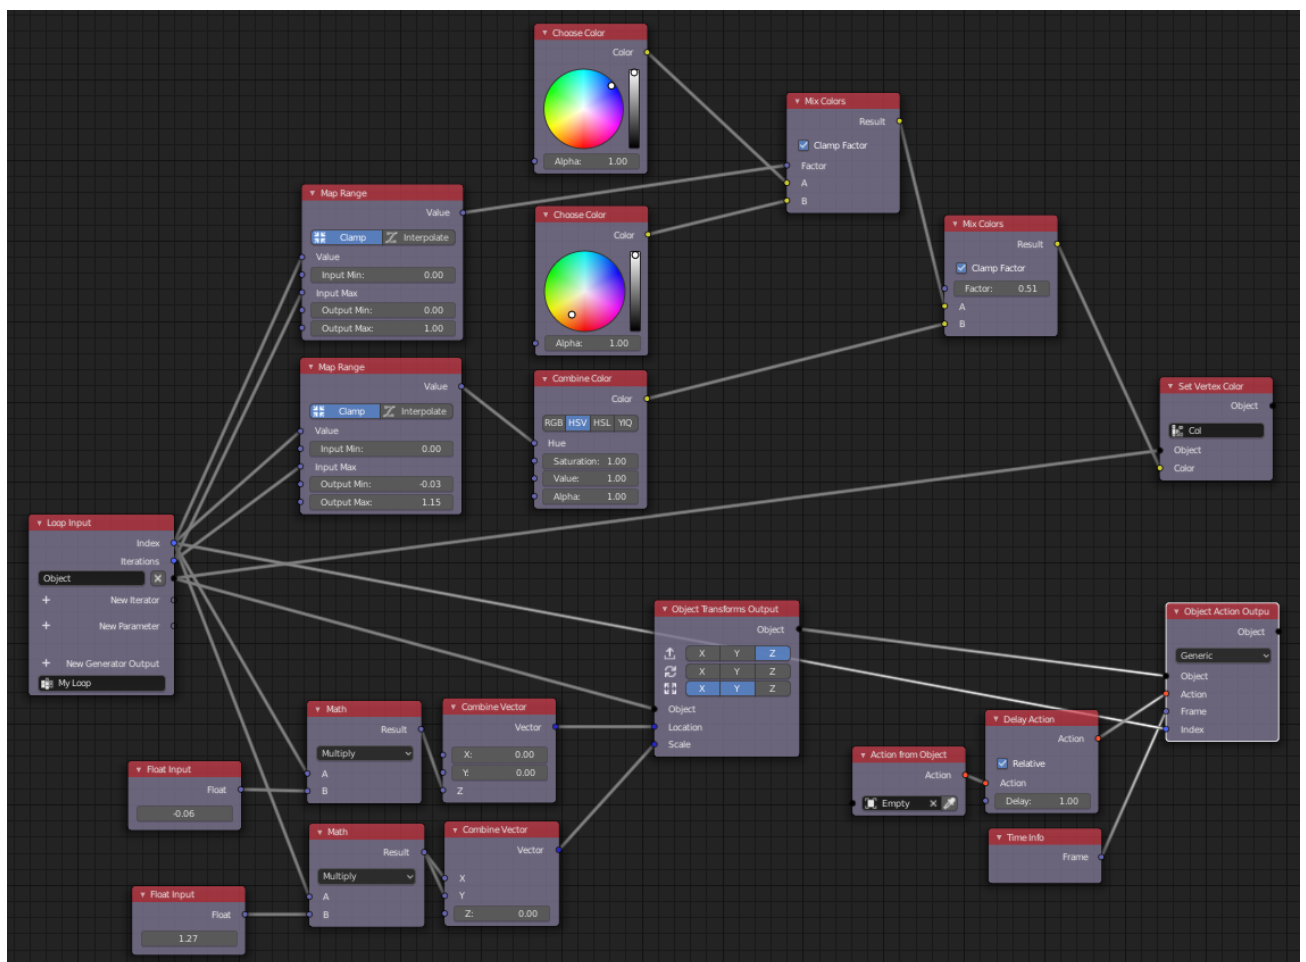 Choose Color
Color
Alpha: 1.00
Mix Colors
Result
Clamp Factor
Factor
A
B
Map Range
Value
Clamp Interpolate
Value
Input Min: 0.00
Input Max
Output Min: 0.00
Output Max: 1.00
Choose Color
Color
Alpha: 1.00
Mix Colors
Result
Clamp Factor
Factor: 0.51
A
B
Map Range
Value
Clamp Interpolate
Value
Input Min: 0.00
Input Max
Output Min: -0.03
Output Max: 1.15
Combine Color
Color
RGB HSV HSL YIQ
Hue
Saturation: 1.00
Value: 1.00
Alpha: 1.00
Set Vertex Color
Object
Col
Object
Color
Loop Input
Index
Iterations
Object
New Iterator
New Parameter
New Generator Output
My Loop
Object Transforms Output
Object
X Y Z
X Y Z
X Y Z
Object
Location
Scale
Object Action Outpu
Object
Generic
Object
Action
Frame
Index
Math
Result
Multiply
A
B
Combine Vector
Vector
X: 0.00
Y: 0.00
Z
Delay Action
Action
Relative
Action
Delay: 1.00
Action from Object
Action
Empty
Float Input
Float
-0.06
Math
Result
Multiply
A
B
Combine Vector
Vector
X
Y
Z: 0.00
Time Info
Frame
Float Input
Float
1.27